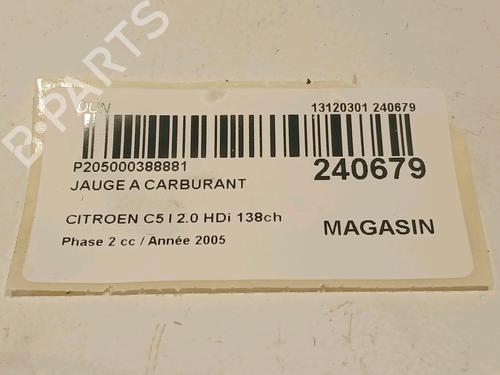 DUN
13120301 240679
P205000388881
240679
JAUGE A CARBURANT
CITROEN C5 I 2.0 HDi 138ch
MAGASIN
Phase 2 cc / Année 2005
B-PARTS